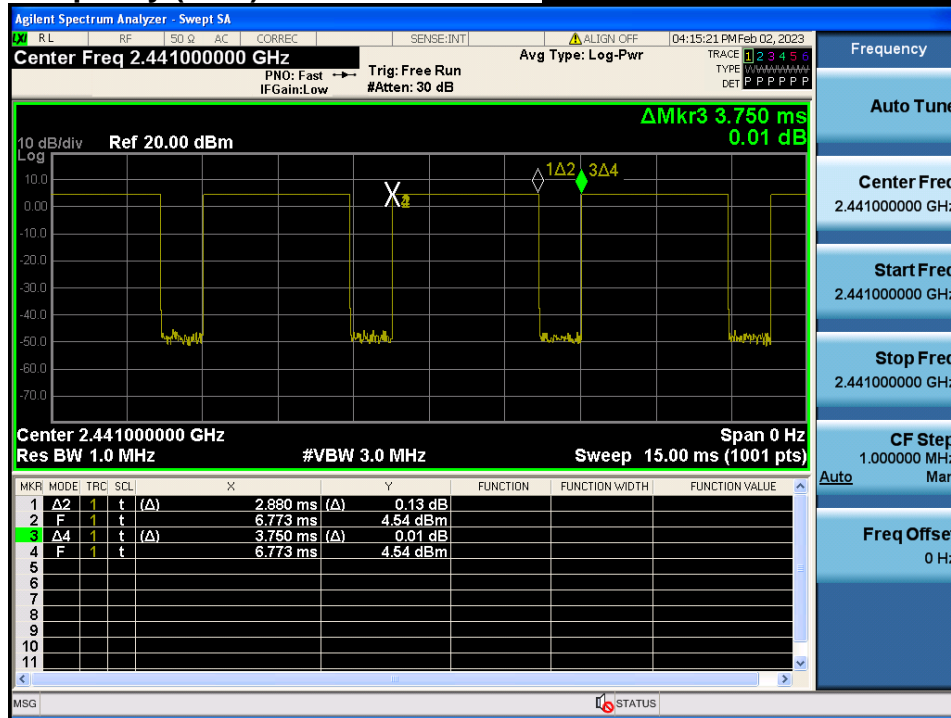 Agilent Spectrum Analyzer - Swept SA
LXI RL RF 50 Ω AC CORREC SENSE:INT ALIGN OFF 04:15:21 PM Feb 02, 2023
Center Freq 2.441000000 GHz
PNO: Fast
IFGain:Low
Trig: Free Run
#Atten: 30 dB
Avg Type: Log-Pwr
TRACE 1 2 3 4 5 6
TYPE WWWWWW
DET P P P P P P
Frequency
Auto Tune
Center Freq
2.441000000 GHz
Start Freq
2.441000000 GHz
Stop Freq
2.441000000 GHz
CF Step
1.000000 MHz
Auto Man
Freq Offset
0 Hz
ΔMkr3 3.750 ms
0.01 dB
10 dB/div Ref 20.00 dBm
Log
10.0
0.00
-10.0
-20.0
-30.0
-40.0
-50.0
-60.0
-70.0
1Δ2 3Δ4
Center 2.441000000 GHz Span 0 Hz
Res BW 1.0 MHz #VBW 3.0 MHz Sweep 15.00 ms (1001 pts)
MKR MODE TRC SCL X Y FUNCTION FUNCTION WIDTH FUNCTION VALUE
1 Δ2 1 t (Δ) 2.880 ms (Δ) 0.13 dB
2 F 1 t 6.773 ms 4.54 dBm
3 Δ4 1 t (Δ) 3.750 ms (Δ) 0.01 dB
4 F 1 t 6.773 ms 4.54 dBm
5
6
7
8
9
10
11
MSG STATUS